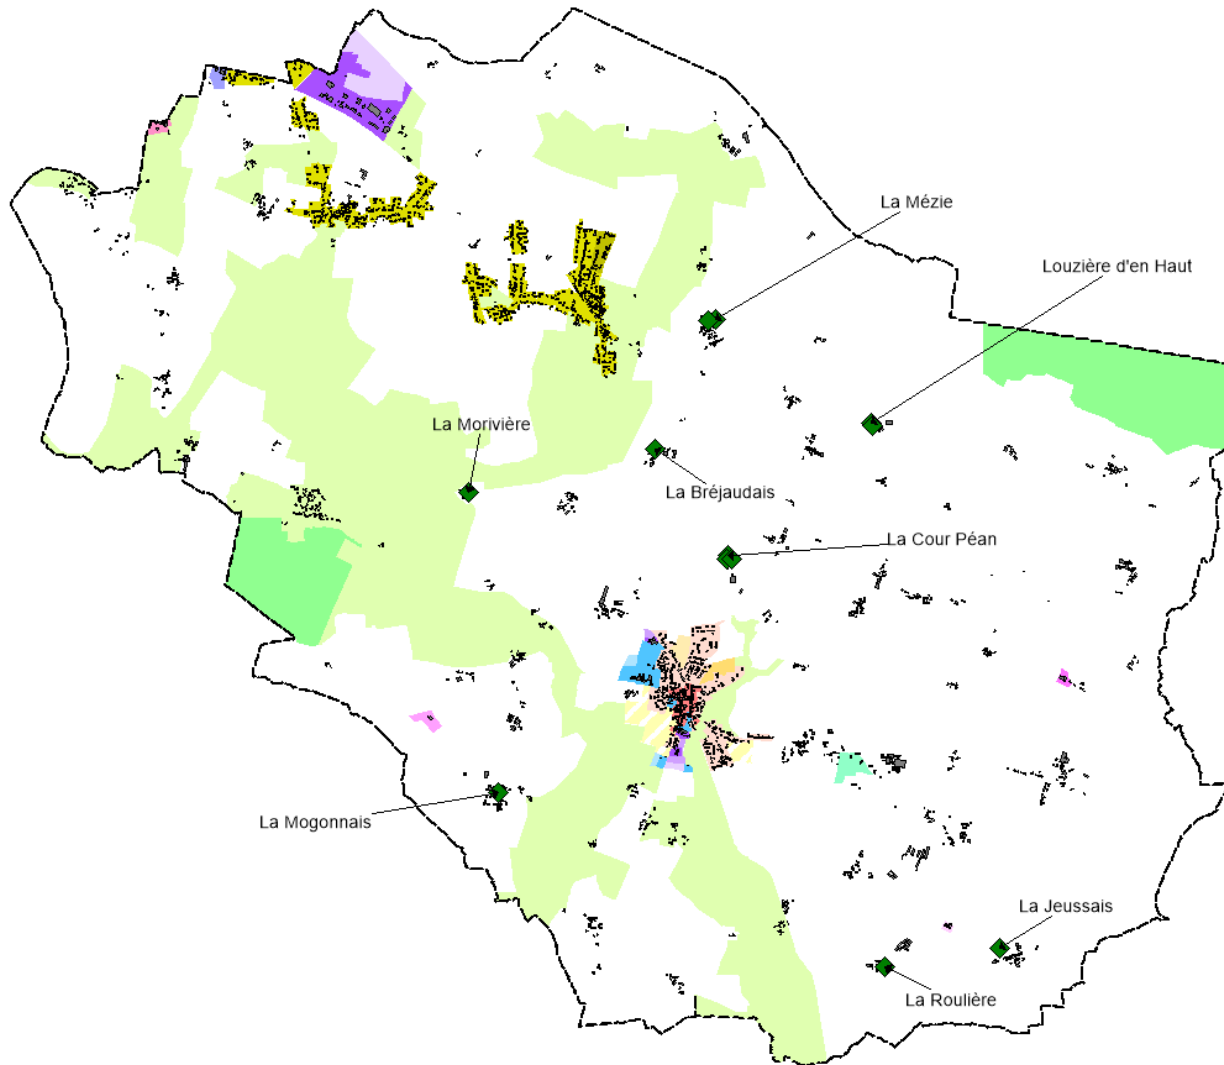 La Mézie
Louzière d'en Haut
La Morivière
La Bréjaudais
La Cour Péan
La Mogonnais
La Jeussais
La Roulière